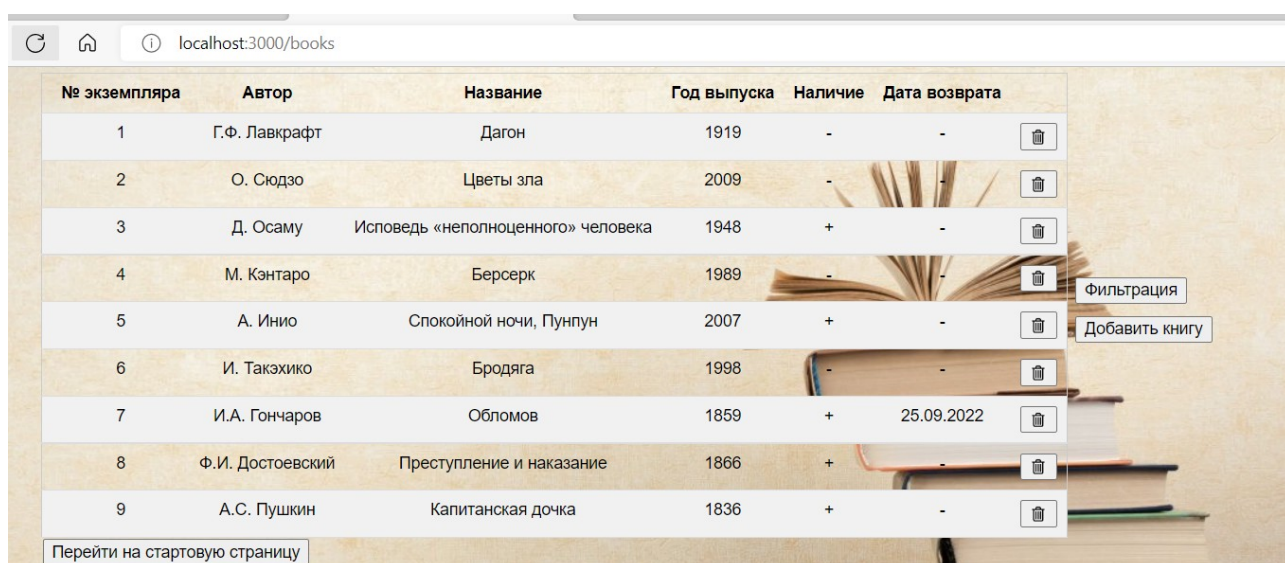 localhost:3000/books
№ экземпляра Автор Название Год выпуска Наличие Дата возврата
1 Г.Ф. Лавкрафт Дагон 1919 - -
2 О. Сюдзо Цветы зла 2009 - -
3 Д. Осаму Исповедь «неполноценного» человека 1948 + -
4 М. Кэнтаро Берсерк 1989 - -
Фильтрация
5 А. Инио Спокойной ночи, Пунпун 2007 + -
Добавить книгу
6 И. Такэхико Бродяга 1998 - -
7 И.А. Гончаров Обломов 1859 + 25.09.2022
8 Ф.И. Достоевский Преступление и наказание 1866 + -
9 А.С. Пушкин Капитанская дочка 1836 + -
Перейти на стартовую страницу